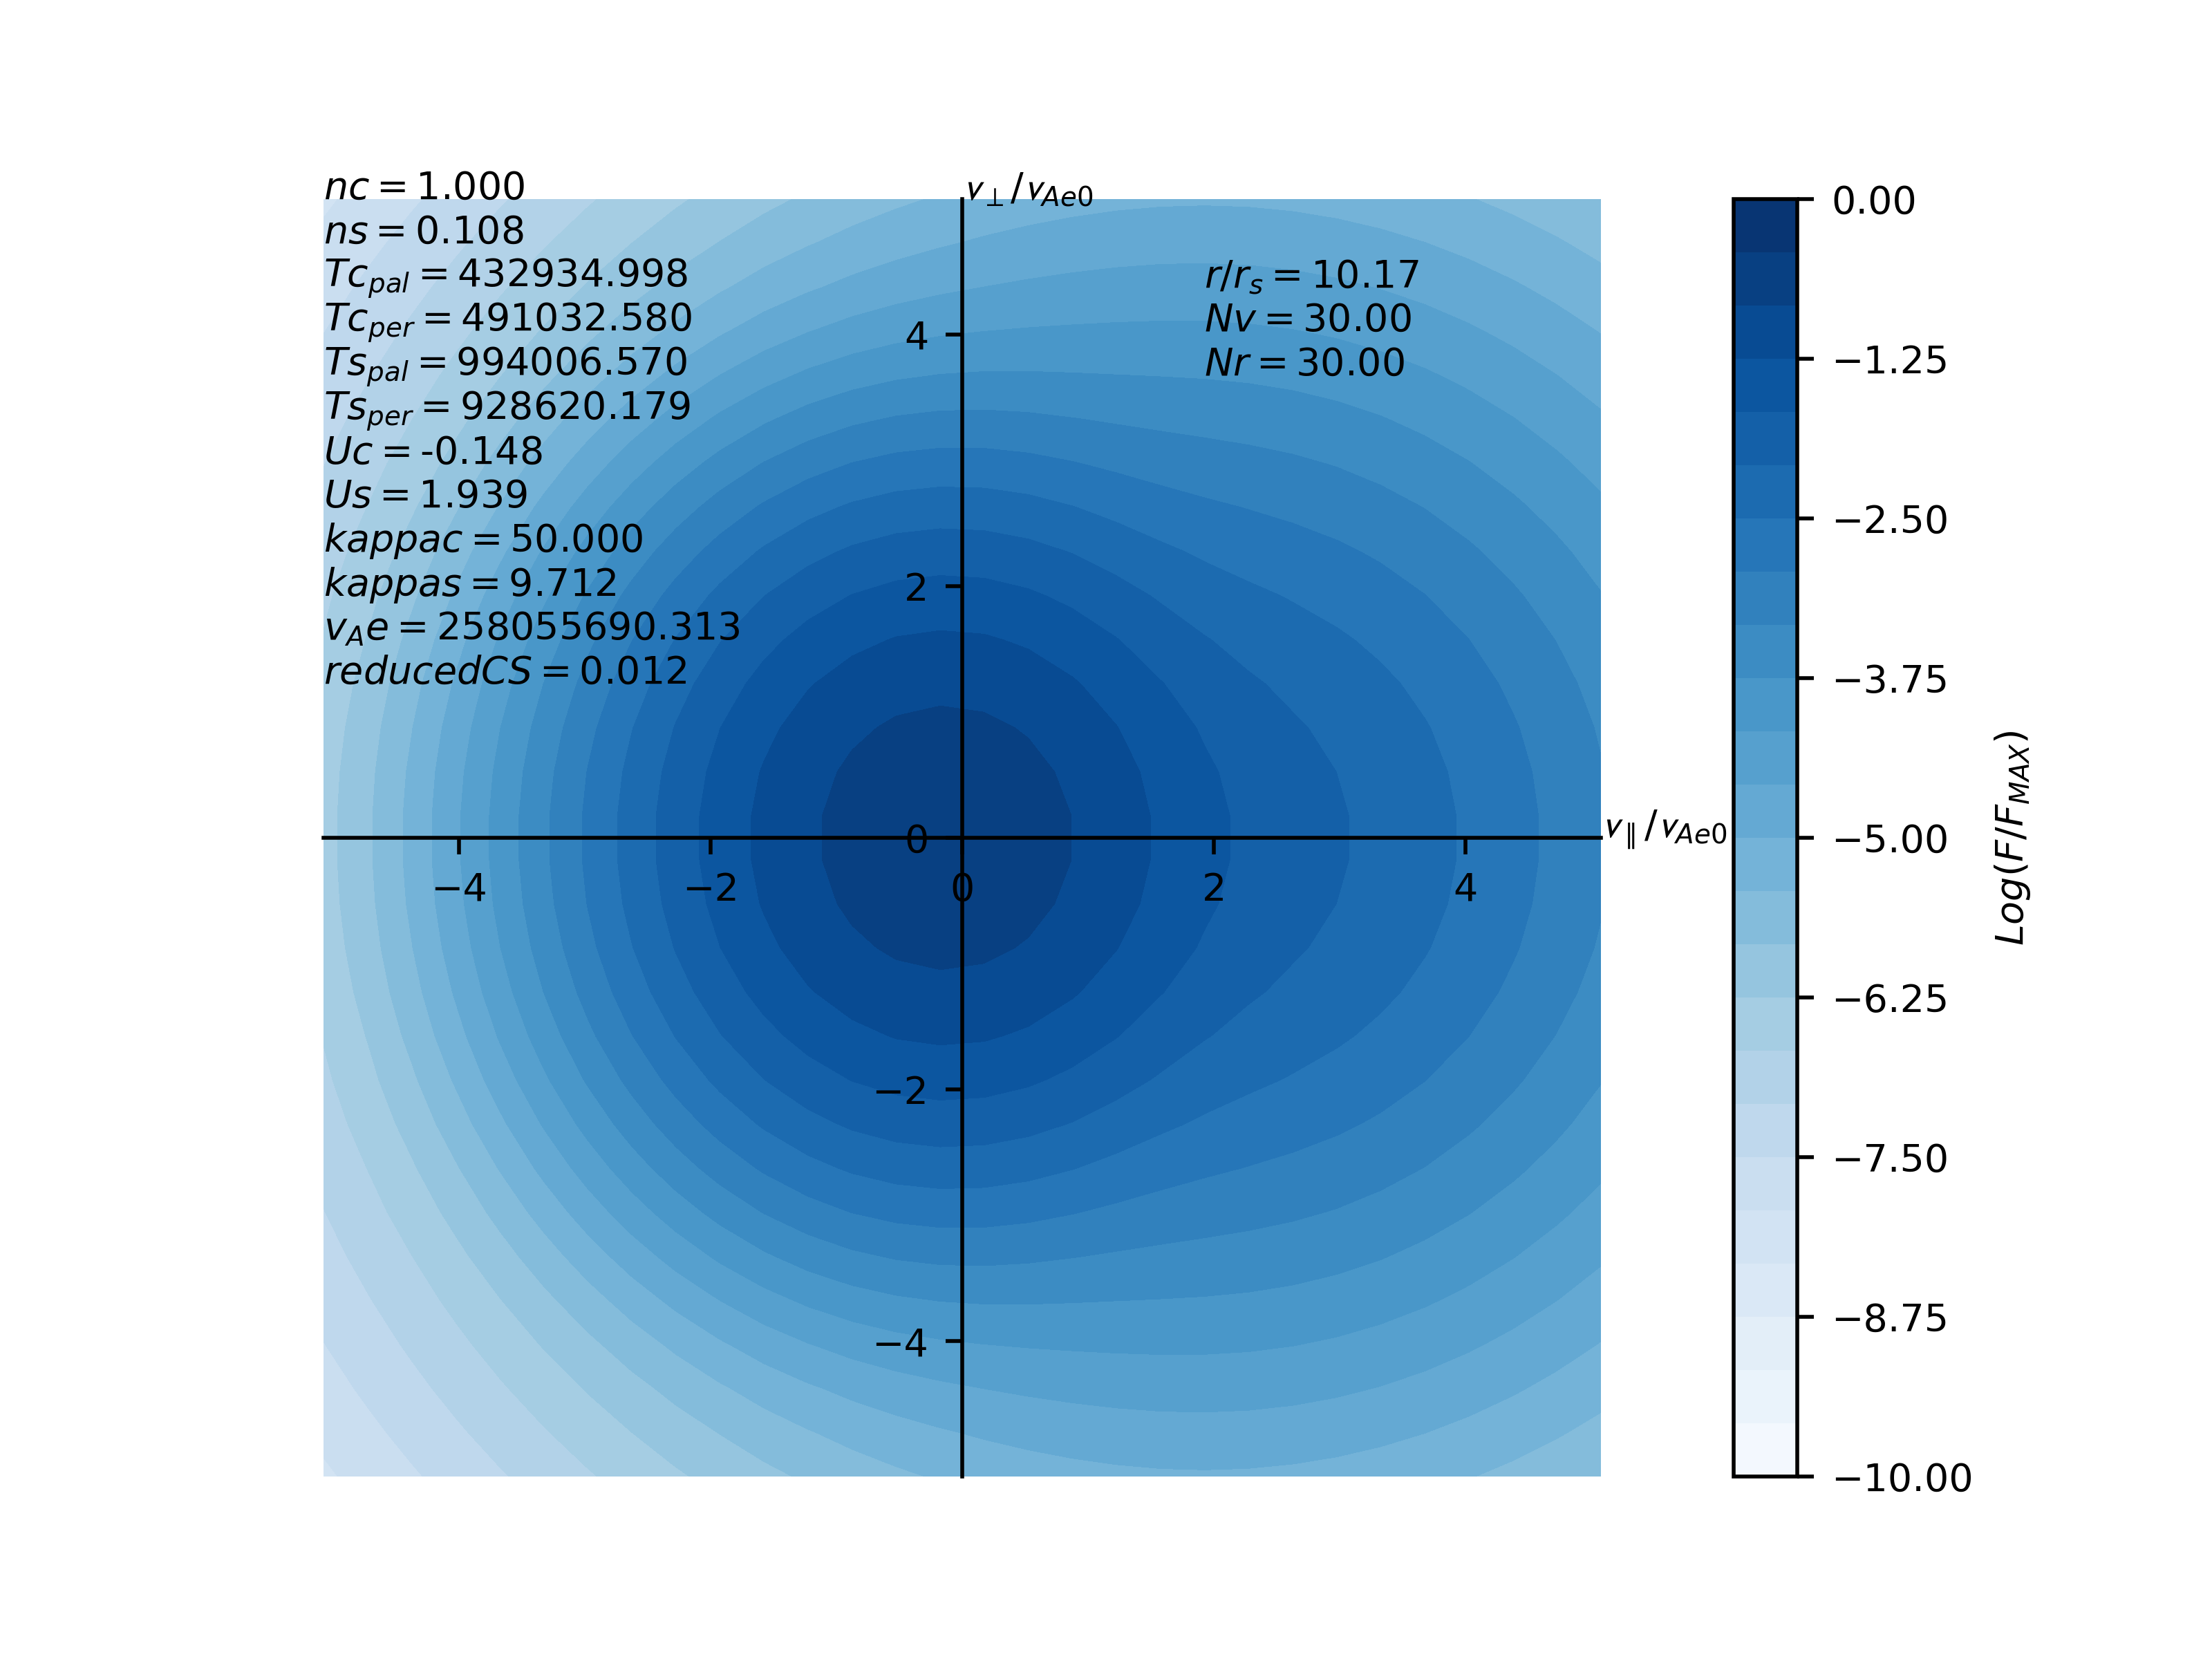 nc = 1.000
ns = 0.108
Tc_pal = 432934.998
Tc_per = 491032.580
Ts_pal = 994006.570
Ts_per = 928620.179
Uc = -0.148
Us = 1.939
kappac = 50.000
kappas = 9.712
v_Ae = 258055690.313
reducedCS = 0.012
v_⊥/v_Ae0
r/r_s = 10.17
Nv = 30.00
Nr = 30.00
4
2
0
−2
−4
−4 −2 0 2 4
v_∥/v_Ae0
0.00
−1.25
−2.50
−3.75
−5.00
−6.25
−7.50
−8.75
−10.00
Log(F/F_MAX)